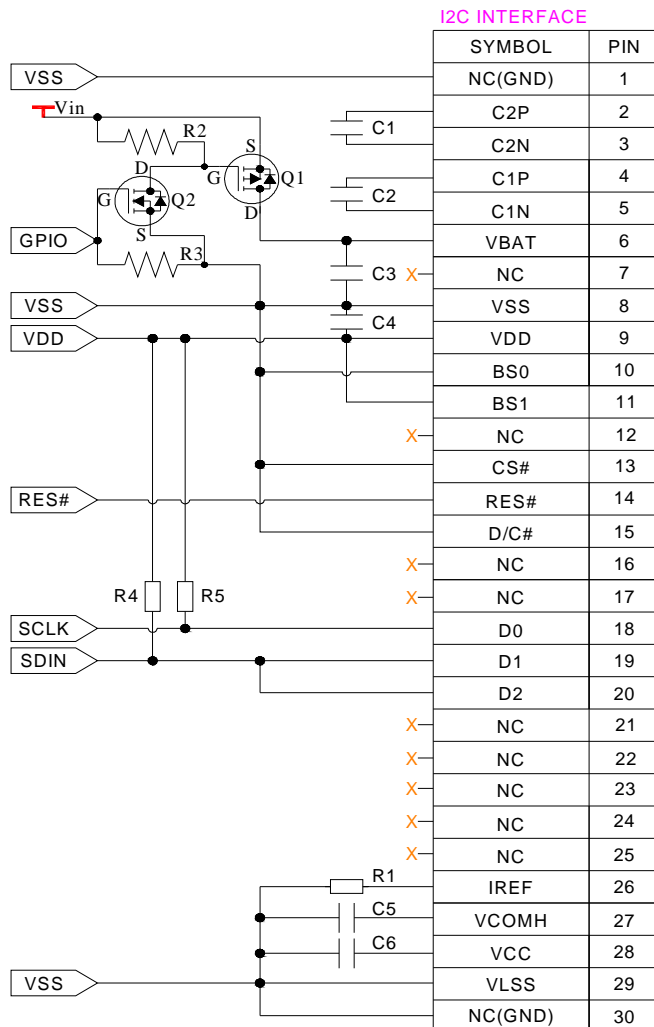 I2C INTERFACE
SYMBOL PIN
VSS NC(GND) 1
Vin C2P 2
C1
R2 C2N 3
S
D C1P 4
G Q1
G Q2 C2
D C1N 5
S
GPIO VBAT 6
R3 C3 X NC 7
VSS VSS 8
C4
VDD VDD 9
BS0 10
BS1 11
X NC 12
CS# 13
RES# RES# 14
D/C# 15
X NC 16
R4 R5 X NC 17
SCLK D0 18
SDIN D1 19
D2 20
X NC 21
X NC 22
X NC 23
X NC 24
X NC 25
R1 IREF 26
C5 VCOMH 27
C6 VCC 28
VSS VLSS 29
NC(GND) 30